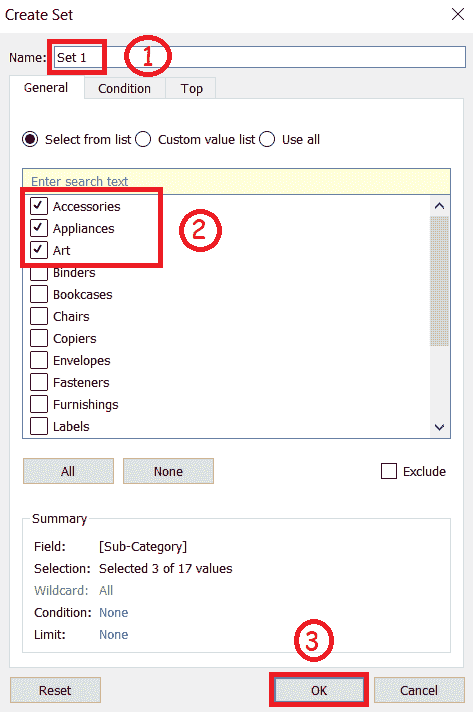 Create Set
Name: Set 1 1
General Condition Top
Select from list Custom value list Use all
Enter search text
Accessories
Appliances 2
Art
Binders
Bookcases
Chairs
Copiers
Envelopes
Fasteners
Furnishings
Labels
All None Exclude
Summary
Field: [Sub-Category]
Selection: Selected 3 of 17 values
Wildcard: All
Condition: None
Limit: None
3
Reset OK Cancel